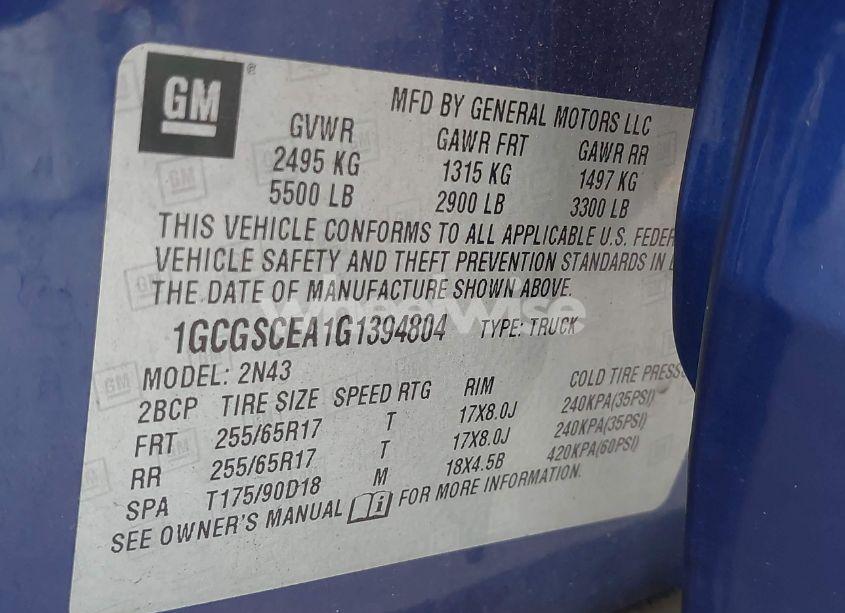 GM
MFD BY GENERAL MOTORS LLC
GVWR GAWR FRT GAWR RR
2495 KG 1315 KG 1497 KG
5500 LB 2900 LB 3300 LB
THIS VEHICLE CONFORMS TO ALL APPLICABLE U.S. FEDER
VEHICLE SAFETY AND THEFT PREVENTION STANDARDS IN
THE DATE OF MANUFACTURE SHOWN ABOVE.
WheelWise
1GCGSCEA1G1394804 TYPE: TRUCK
MODEL: 2N43
2BCP TIRE SIZE SPEED RTG RIM COLD TIRE PRESS
FRT 255/65R17 T 17X8.0J 240KPA(35PSI)
RR 255/65R17 T 17X8.0J 240KPA(35PSI)
SPA T175/90D18 M 18X4.5B 420KPA(60PSI)
SEE OWNER'S MANUAL FOR MORE INFORMATION.